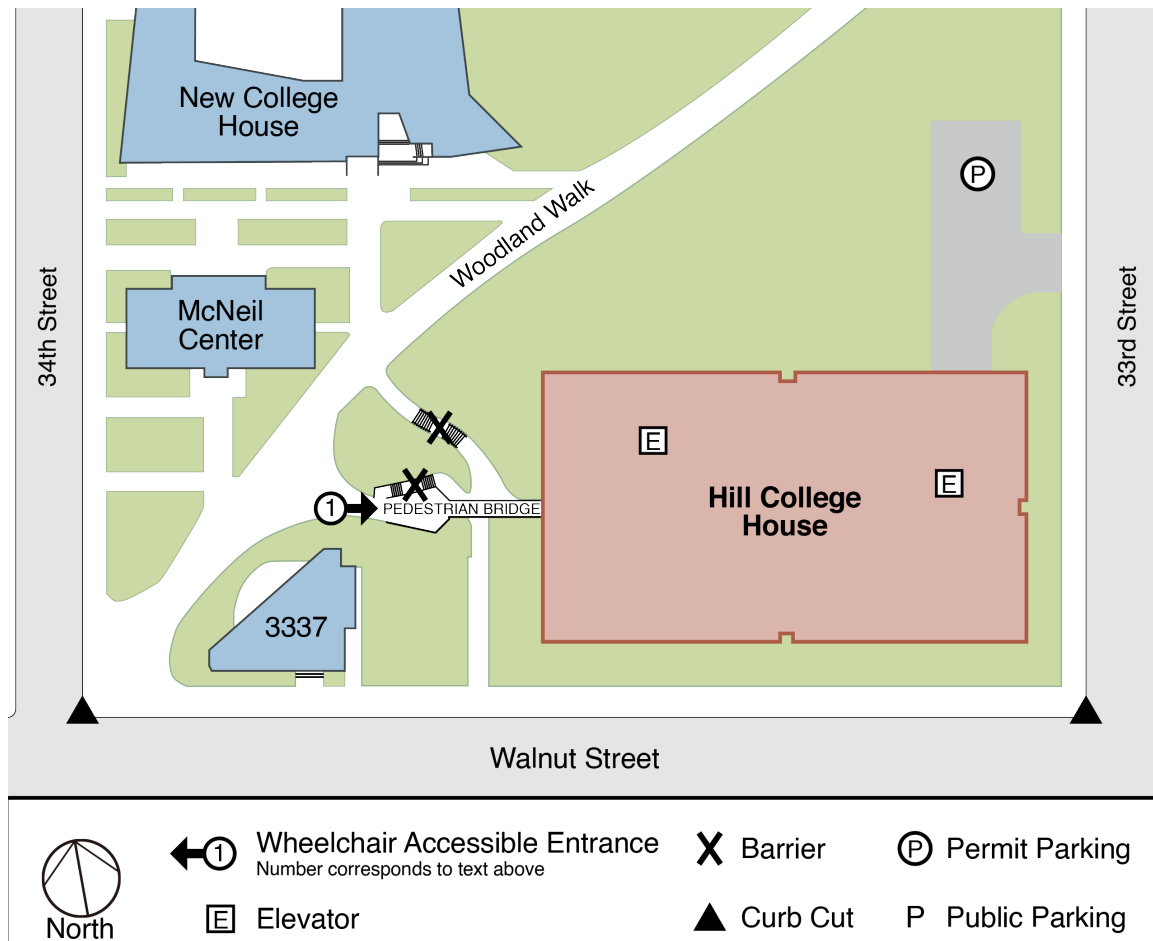 New College
House
P
Woodland Walk
McNeil
Center
34th Street
33rd Street
E
E
Hill College
House
1
PEDESTRIAN BRIDGE
3337
Walnut Street
1
Wheelchair Accessible Entrance
Number corresponds to text above
Barrier
P
Permit Parking
North
E
Elevator
Curb Cut
P
Public Parking